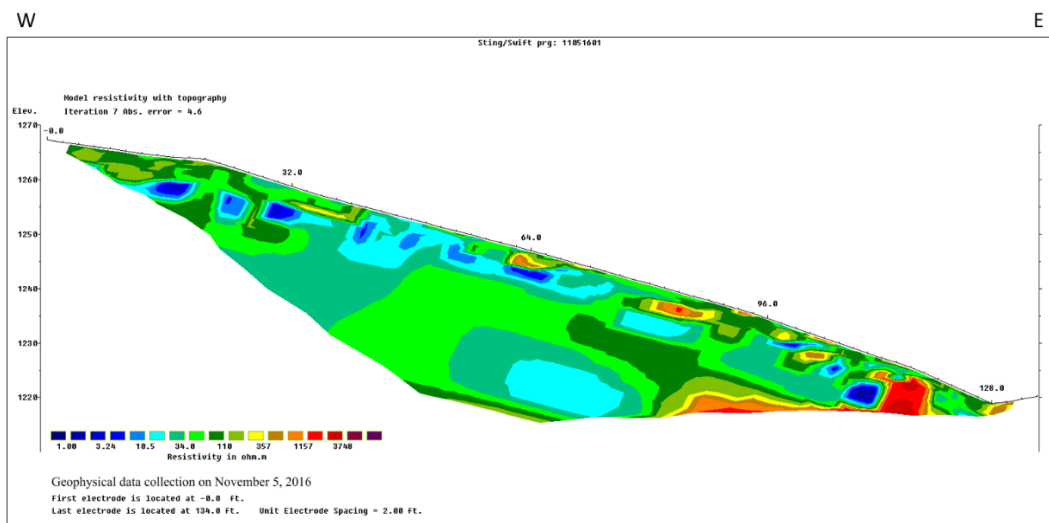 W E
Sting/Swift prg: 11051601
Model resistivity with topography
Iteration 7 Abs. error = 4.6
Elev.
1270
-0.0
32.0
1260
1250
64.0
1240
96.0
1230
128.0
1220
1.00 3.24 10.5 34.0 110 357 1157 3740
Resistivity in ohm.m
Geophysical data collection on November 5, 2016
First electrode is located at -0.0 ft.
Last electrode is located at 134.0 ft. Unit Electrode Spacing = 2.00 ft.